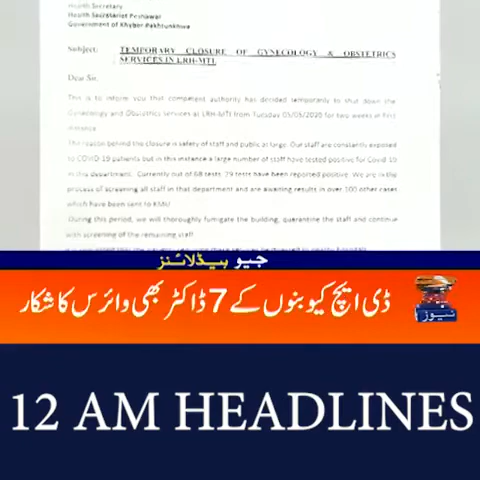 Health Secretary
Health Secretariat Peshawar
Government of Khyber Pakhtunkhwa
Subject: TEMPORARY CLOSURE OF GYNECOLOGY & OBSTETRICS
SERVICES IN LRH-MTI.
Dear Sir,
This is to inform you that competent authority has decided temporarily to shut down the
Gynecology and Obstetrics services at LRH-MTI from Tuesday 05/05/2020 for two weeks in first
instance.
The reason behind the closure is safety of staff and public at large. Our staff are constantly exposed
to COVID-19 patients but in this instance a large number of staff have tested positive for Covid-19
in this department. Currently out of 68 tests, 29 tests have been reported positive. We are in the
process of screening all staff in that department and are awaiting results in over 100 other cases
which have been sent to KMU.
During this period, we will thoroughly fumigate the building, quarantine the staff and continue
with screening of the remaining staff.
جیو ہیڈلائنز
ڈی ایچ کیو بنوں کے 7 ڈاکٹر بھی وائرس کا شکار
نیوز
12 AM HEADLINES